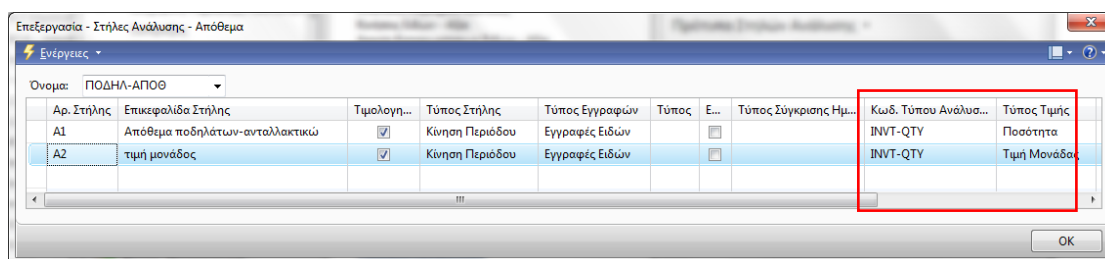 Επεξεργασία - Στήλες Ανάλυσης - Απόθεμα
Ενέργειες
Όνομα: ΠΟΔΗΛ-ΑΠΟΘ
Αρ. Στήλης Επικεφαλίδα Στήλης Τιμολογη... Τύπος Στήλης Τύπος Εγγραφών Τύπος Ε... Τύπος Σύγκρισης Ημ... Κωδ. Τύπου Ανάλυσ... Τύπος Τιμής
A1 Απόθεμα ποδηλάτων-ανταλλακτικώ Κίνηση Περιόδου Εγγραφές Ειδών INVT-QTY Ποσότητα
A2 τιμή μονάδος Κίνηση Περιόδου Εγγραφές Ειδών INVT-QTY Τιμή Μονάδας
OK